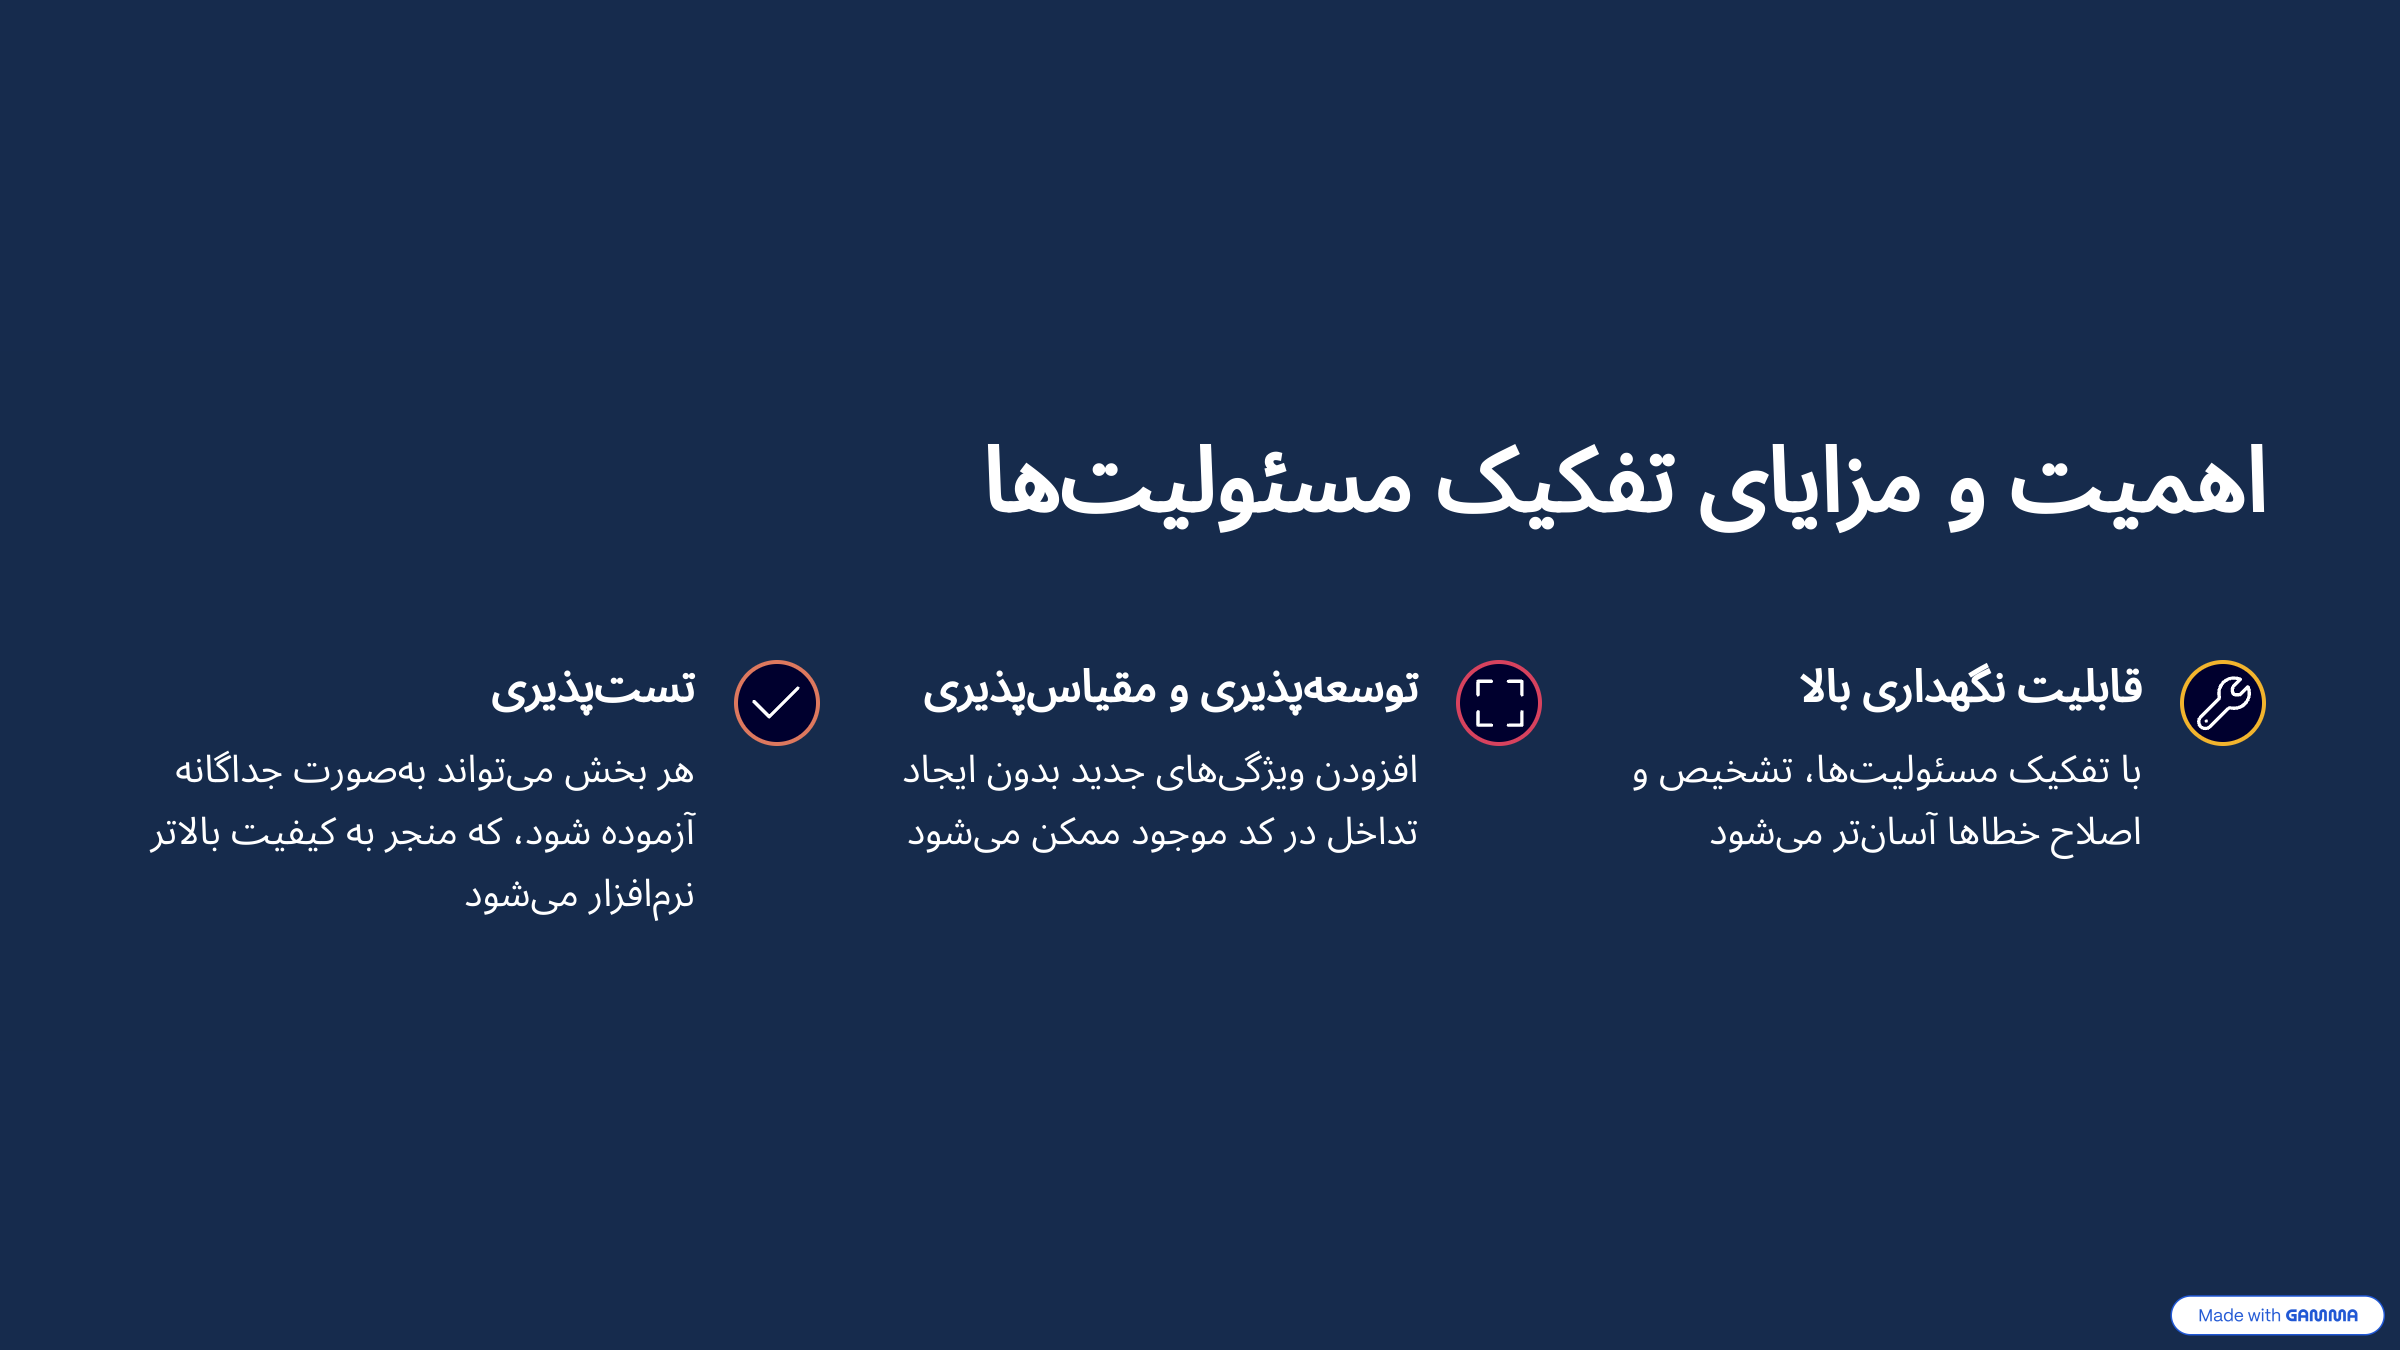 اهمیت و مزایای تفکیک مسئولیت‌ها
قابلیت نگهداری بالا
با تفکیک مسئولیت‌ها، تشخیص و
اصلاح خطاها آسان‌تر می‌شود
توسعه‌پذیری و مقیاس‌پذیری
افزودن ویژگی‌های جدید بدون ایجاد
تداخل در کد موجود ممکن می‌شود
تست‌پذیری
هر بخش می‌تواند به‌صورت جداگانه
آزموده شود، که منجر به کیفیت بالاتر
نرم‌افزار می‌شود
Made with GAMMA